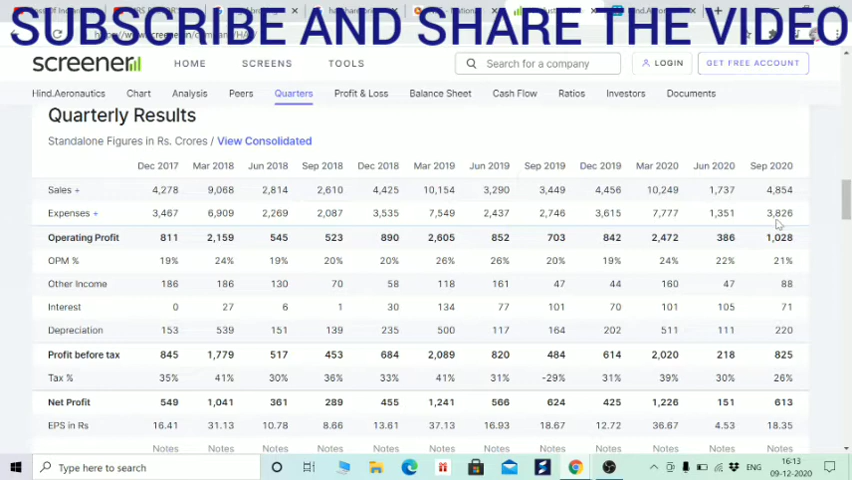 SUBSCRIBE AND SHARE THE VIDEO
screener
HOME SCREENS TOOLS Search for a company LOGIN GET FREE ACCOUNT
Hind.Aeronautics Chart Analysis Peers Quarters Profit & Loss Balance Sheet Cash Flow Ratios Investors Documents
Quarterly Results
Standalone Figures in Rs. Crores / View Consolidated
Dec 2017 Mar 2018 Jun 2018 Sep 2018 Dec 2018 Mar 2019 Jun 2019 Sep 2019 Dec 2019 Mar 2020 Jun 2020 Sep 2020
Sales + 4,278 9,068 2,814 2,610 4,425 10,154 3,290 3,449 4,456 10,249 1,737 4,854
Expenses + 3,467 6,909 2,269 2,087 3,535 7,549 2,437 2,746 3,615 7,777 1,351 3,826
Operating Profit 811 2,159 545 523 890 2,605 852 703 842 2,472 386 1,028
OPM % 19% 24% 19% 20% 20% 26% 26% 20% 19% 24% 22% 21%
Other Income 186 186 130 70 58 118 161 47 44 160 47 88
Interest 0 27 6 1 30 134 77 101 70 101 105 71
Depreciation 153 539 151 139 235 500 117 164 202 511 111 220
Profit before tax 845 1,779 517 453 684 2,089 820 484 614 2,020 218 825
Tax % 35% 41% 30% 36% 33% 41% 31% -29% 31% 39% 30% 26%
Net Profit 549 1,041 361 289 455 1,241 566 624 425 1,226 151 613
EPS in Rs 16.41 31.13 10.78 8.66 13.61 37.13 16.93 18.67 12.72 36.67 4.53 18.35
Notes Notes Notes Notes Notes Notes Notes Notes Notes Notes Notes Notes
Type here to search ENG 16:13
09-12-2020